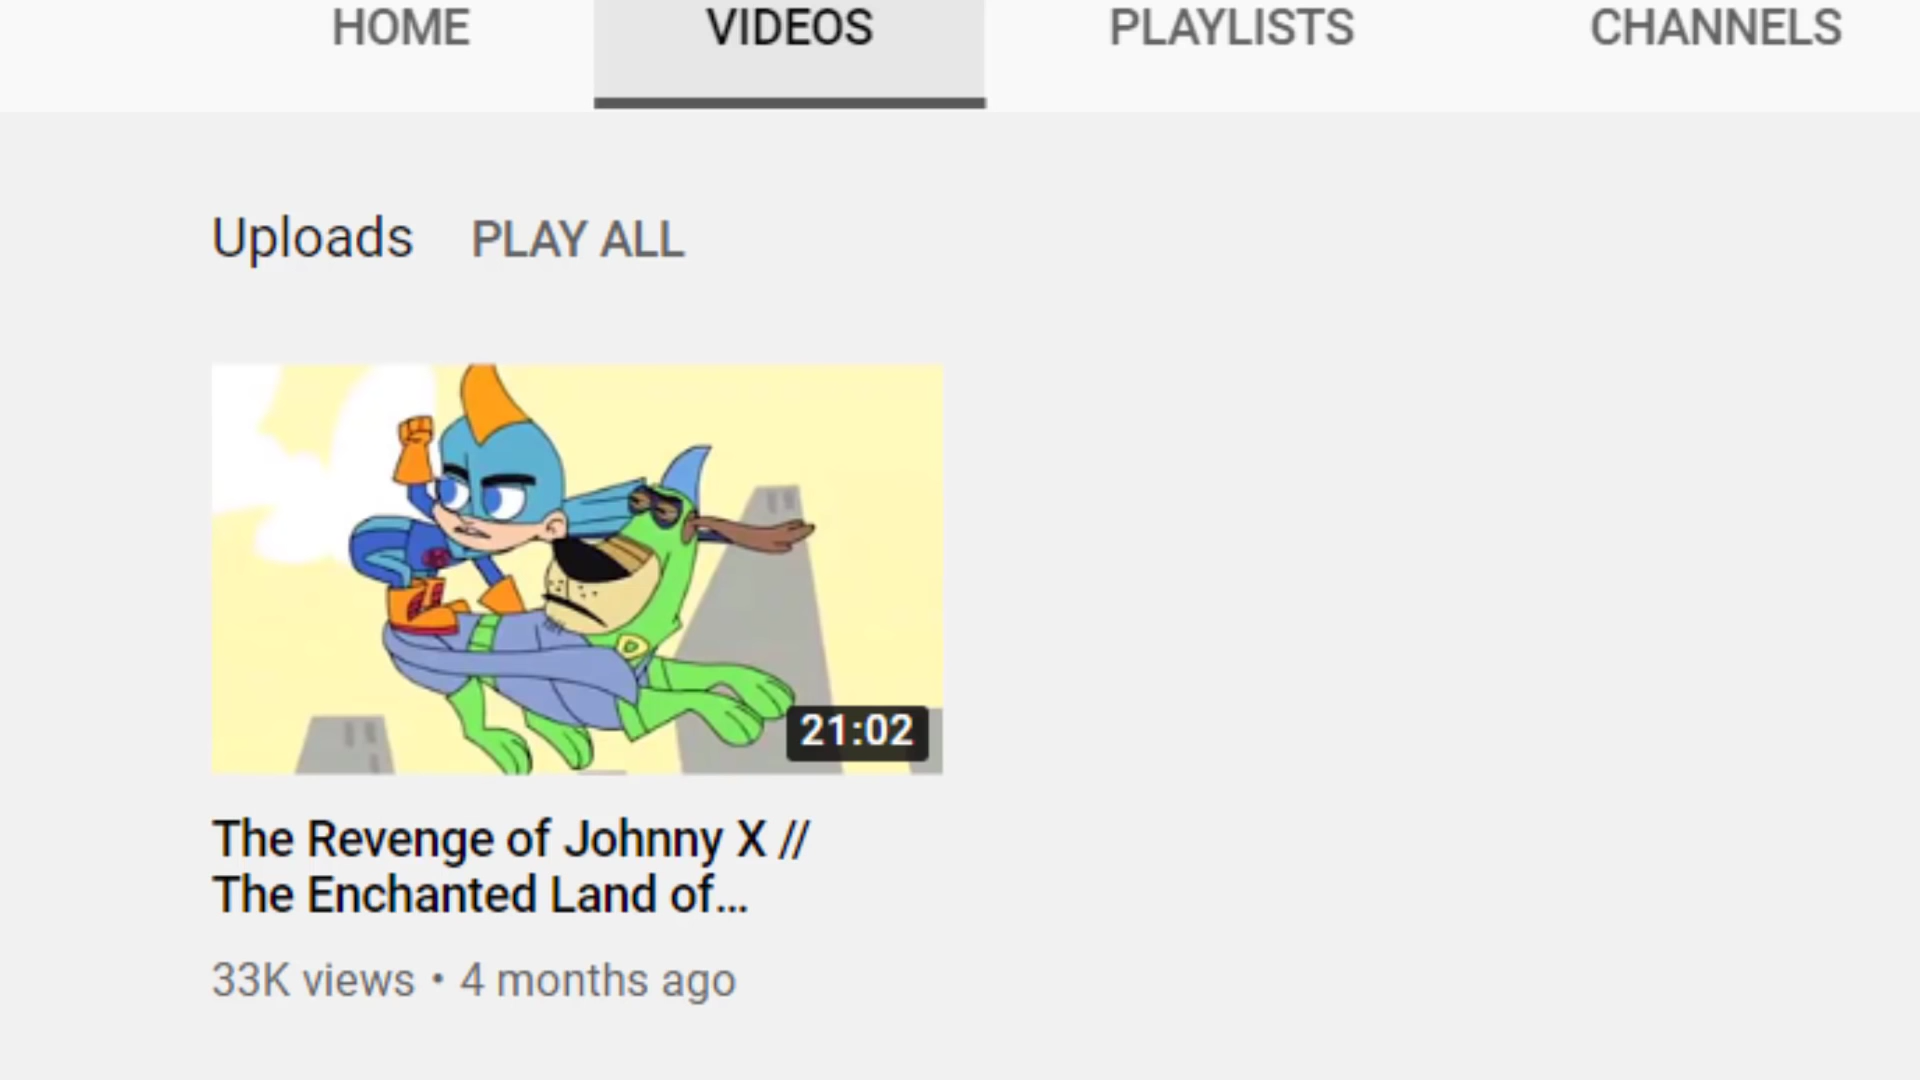 HOME VIDEOS PLAYLISTS CHANNELS
Uploads PLAY ALL
21:02
The Revenge of Johnny X //
The Enchanted Land of...
33K views • 4 months ago